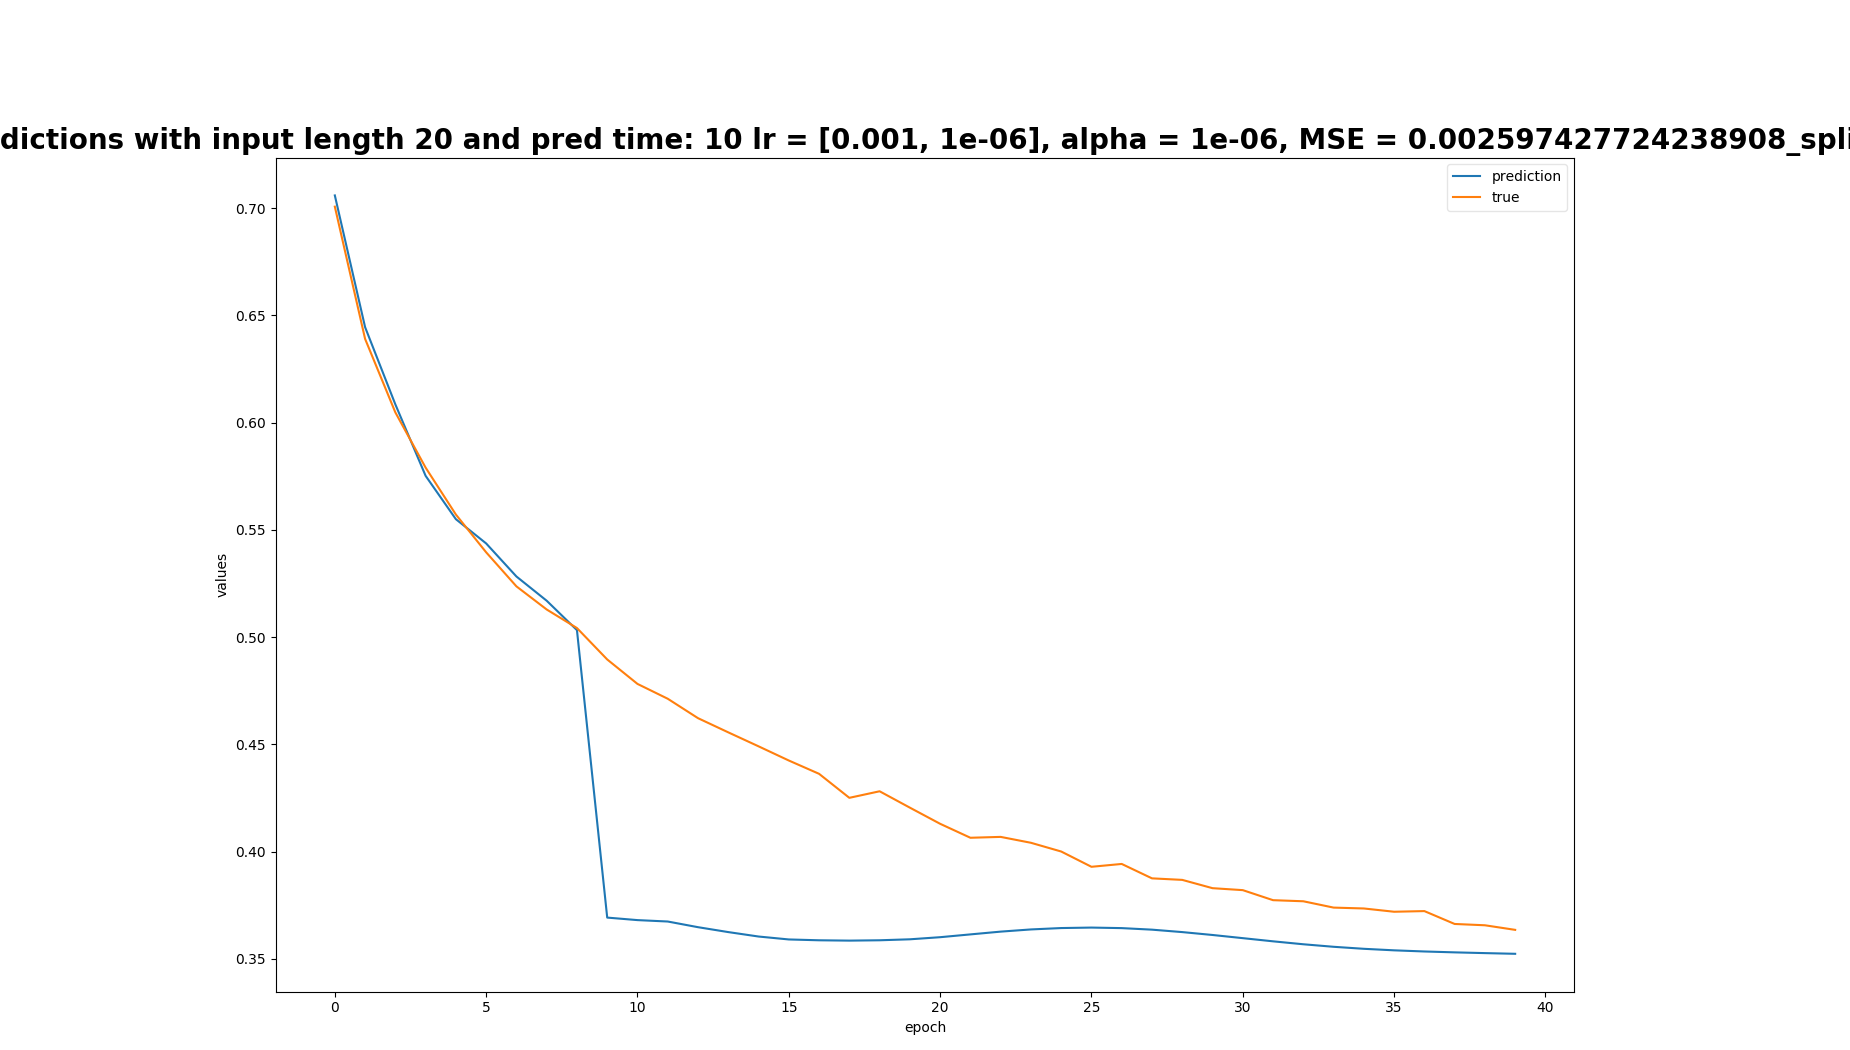 dictions with input length 20 and pred time: 10 lr = [0.001, 1e-06], alpha = 1e-06, MSE = 0.002597427724238908_spli
prediction
true
0.70
0.65
0.60
0.55
0.50
0.45
0.40
0.35
values
0 5 10 15 20 25 30 35 40
epoch